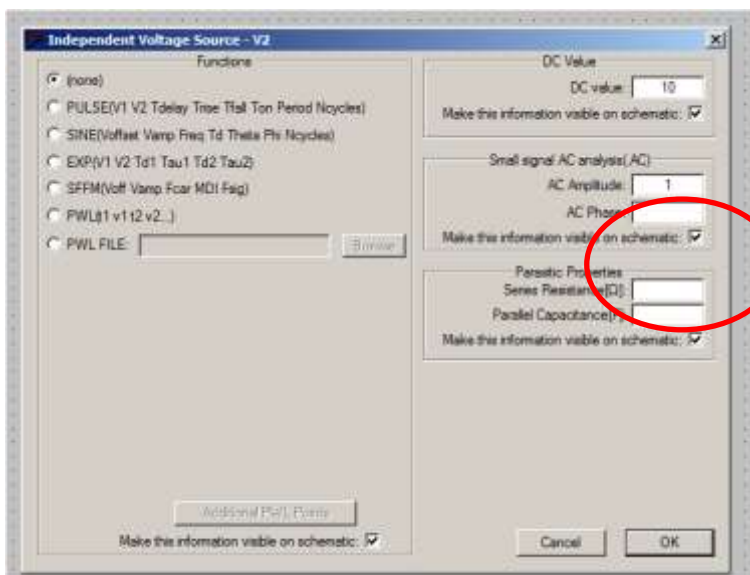 Independent Voltage Source - V2
Functions
(none)
PULSE(V1 V2 Tdelay Trise Tfall Ton Period Ncycles)
SINE(Voffset Vamp Freq Td Theta Phi Ncycles)
EXP(V1 V2 Td1 Tau1 Td2 Tau2)
SFFM(Voff Vamp Fcar MDI Fsig)
PWL(t1 v1 t2 v2...)
PWL FILE:
Browse
Additional PWL Points
Make this information visible on schematic:
DC Value
DC value: 10
Make this information visible on schematic:
Small signal AC analysis(.AC)
AC Amplitude: 1
AC Phase:
Make this information visible on schematic:
Parasitic Properties
Series Resistance[Ω]:
Parallel Capacitance[F]:
Make this information visible on schematic:
Cancel
OK